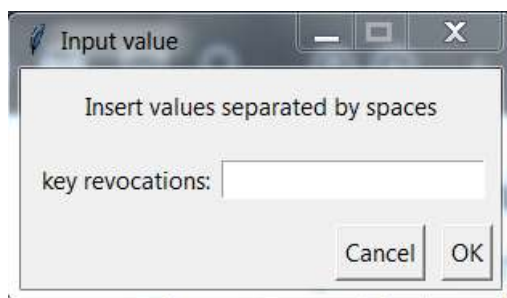 Input value
Insert values separated by spaces
key revocations:
Cancel OK